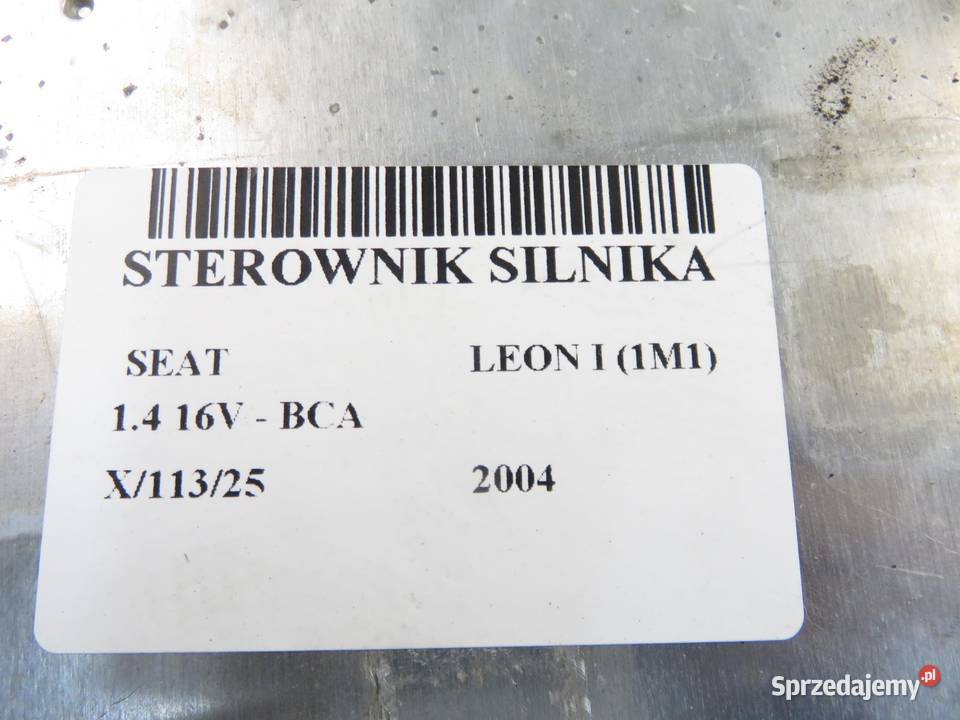 STEROWNIK SILNIKA
SEAT LEON I (1M1)
1.4 16V - BCA
X/113/25 2004
Sprzedajemy.pl